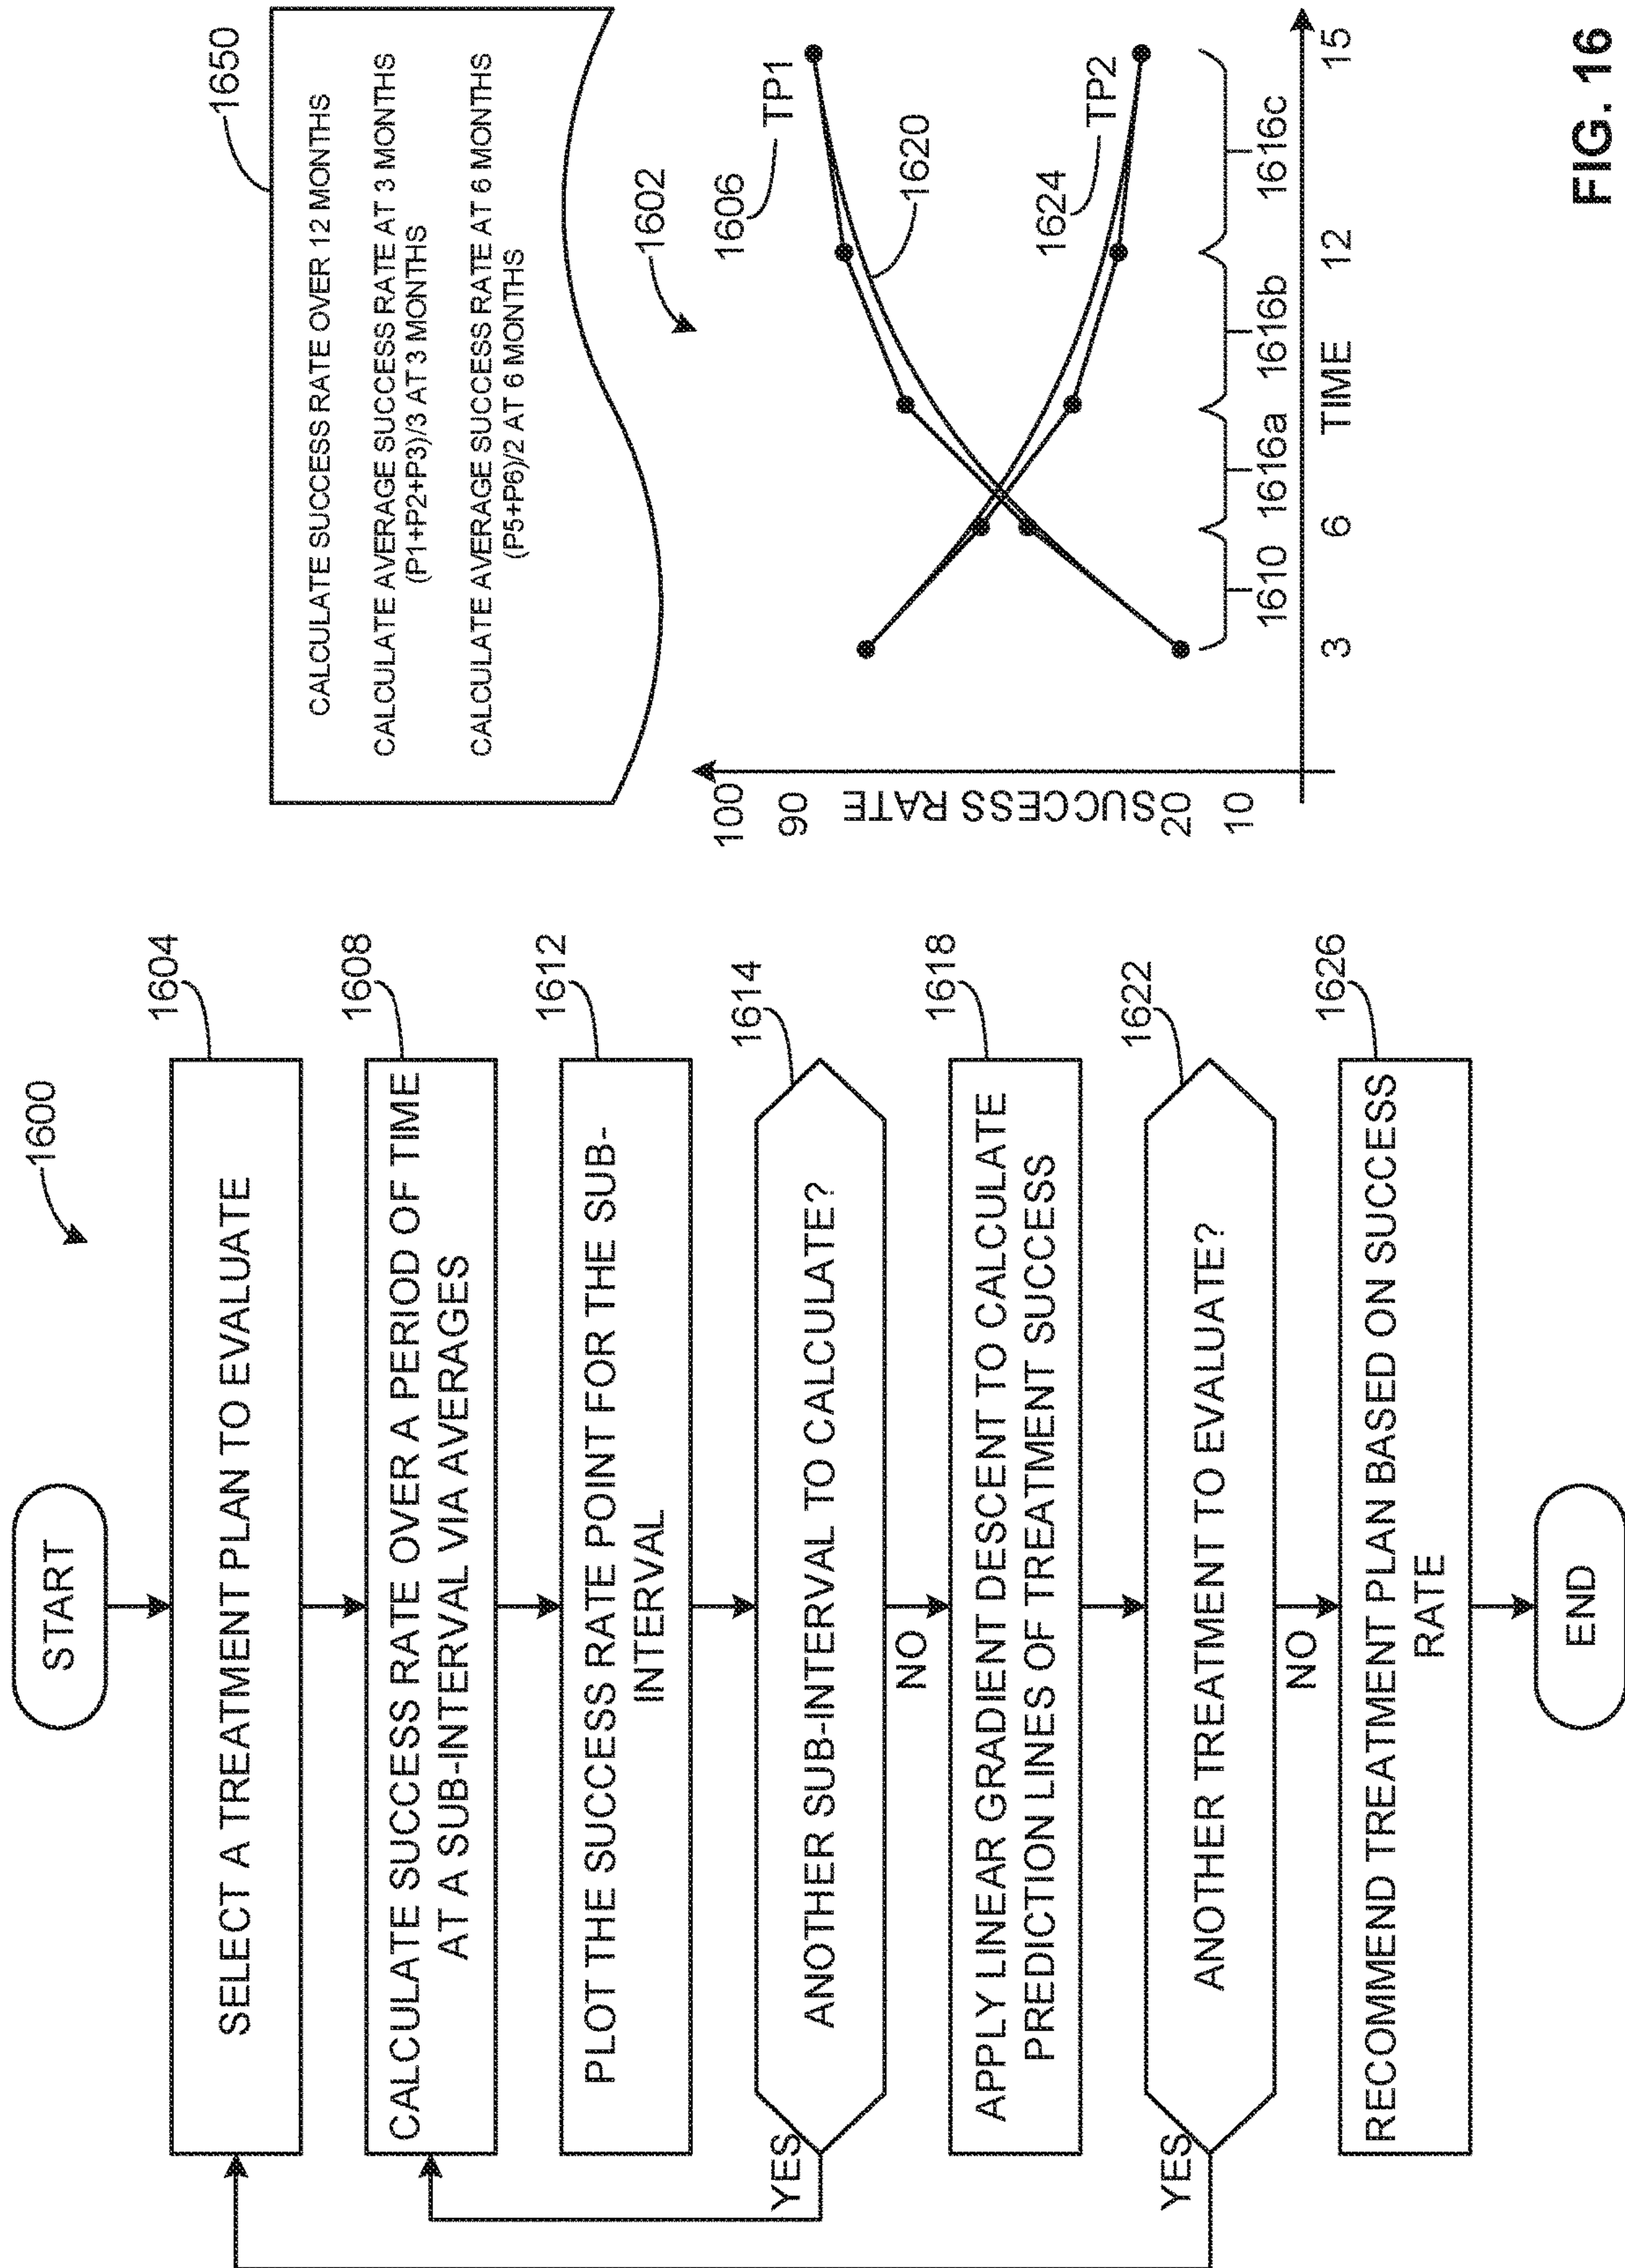 1600
START
SELECT A TREATMENT PLAN TO EVALUATE
1604
CALCULATE SUCCESS RATE OVER A PERIOD OF TIME
AT A SUB-INTERVAL VIA AVERAGES
1608
PLOT THE SUCCESS RATE POINT FOR THE SUB-
INTERVAL
1612
ANOTHER SUB-INTERVAL TO CALCULATE?
1614
YES
NO
APPLY LINEAR GRADIENT DESCENT TO CALCULATE
PREDICTION LINES OF TREATMENT SUCCESS
1618
ANOTHER TREATMENT TO EVALUATE?
1622
YES
NO
RECOMMEND TREATMENT PLAN BASED ON SUCCESS
RATE
1626
END
1650
CALCULATE SUCCESS RATE OVER 12 MONTHS
CALCULATE AVERAGE SUCCESS RATE AT 3 MONTHS
(P1+P2+P3)/3 AT 3 MONTHS
CALCULATE AVERAGE SUCCESS RATE AT 6 MONTHS
(P5+P6)/2 AT 6 MONTHS
1602
100
90
SUCCESS RATE
20
10
1606
TP1
1620
1624
TP2
1610
1616a
1616b
1616c
3
6
TIME
12
15
FIG. 16